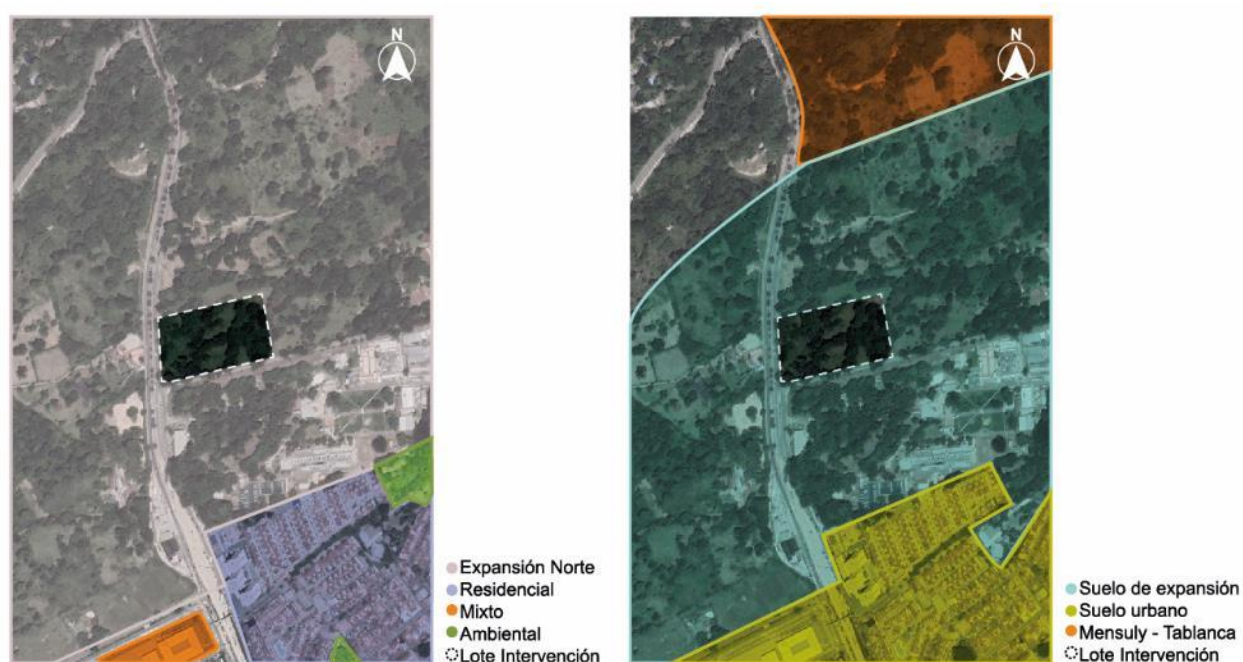 N
Expansión Norte
Residencial
Mixto
Ambiental
Lote Intervención
N
Suelo de expansión
Suelo urbano
Mensuly - Tablanca
Lote Intervención